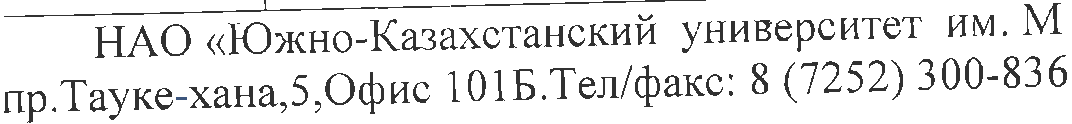 НАО «Южно-Казахстанский университет им. М
пр.Тауке-хана,5,Офис 101Б.Тел/факс: 8 (7252) 300-836